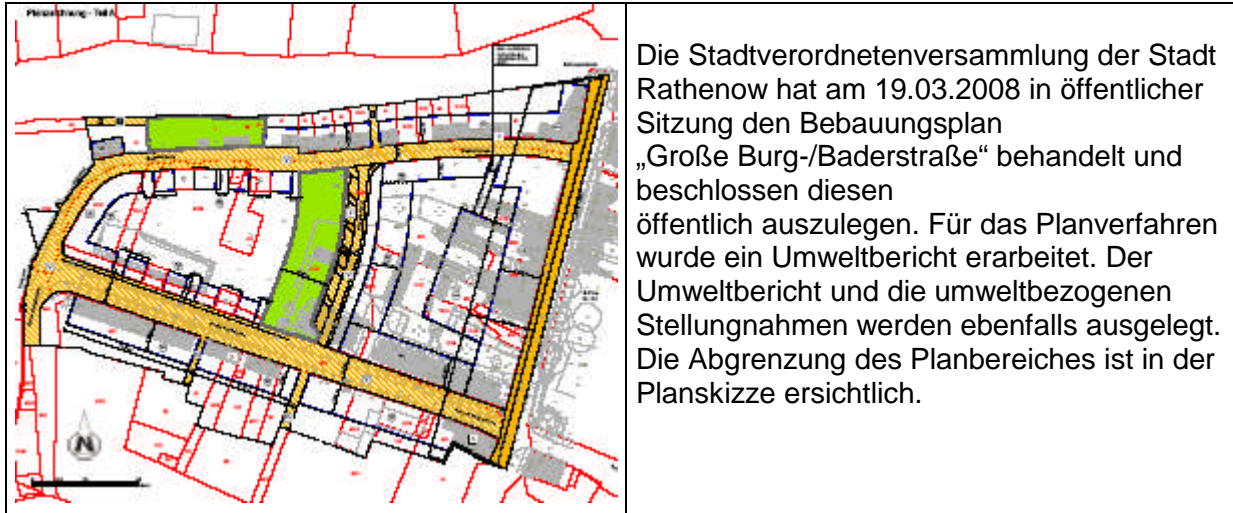 Planzeichnung - Teil A
N
Die Stadtverordnetenversammlung der Stadt
Rathenow hat am 19.03.2008 in öffentlicher
Sitzung den Bebauungsplan
„Große Burg-/Baderstraße“ behandelt und
beschlossen diesen
öffentlich auszulegen. Für das Planverfahren
wurde ein Umweltbericht erarbeitet. Der
Umweltbericht und die umweltbezogenen
Stellungnahmen werden ebenfalls ausgelegt.
Die Abgrenzung des Planbereiches ist in der
Planskizze ersichtlich.